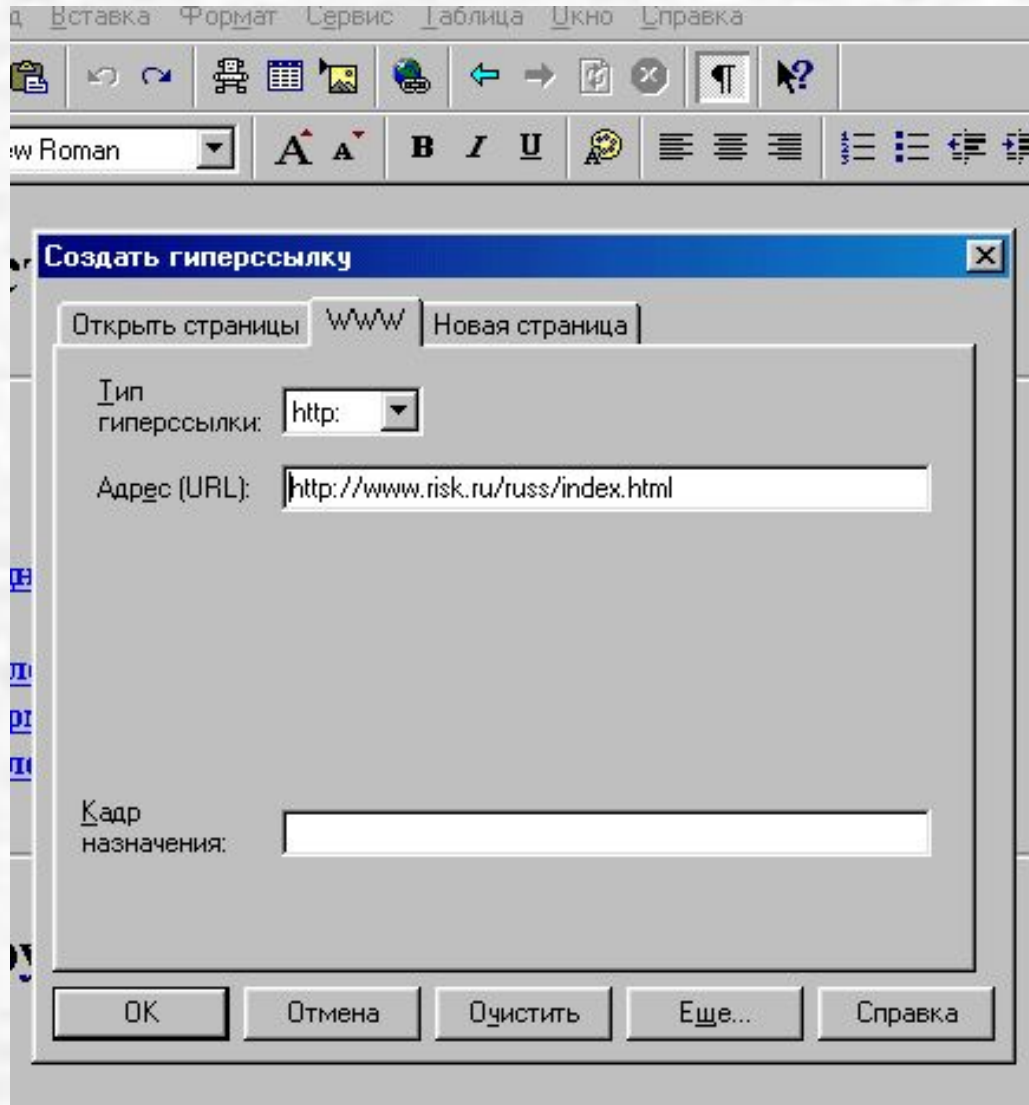 Вставка Формат Сервис Таблица Окно Справка
Roman
A A B I U
Создать гиперссылку
Открыть страницы WWW Новая страница
Тип
гиперссылки: http:
Адрес (URL): http://www.risk.ru/russ/index.html
Кадр
назначения:
OK Отмена Очистить Еще... Справка